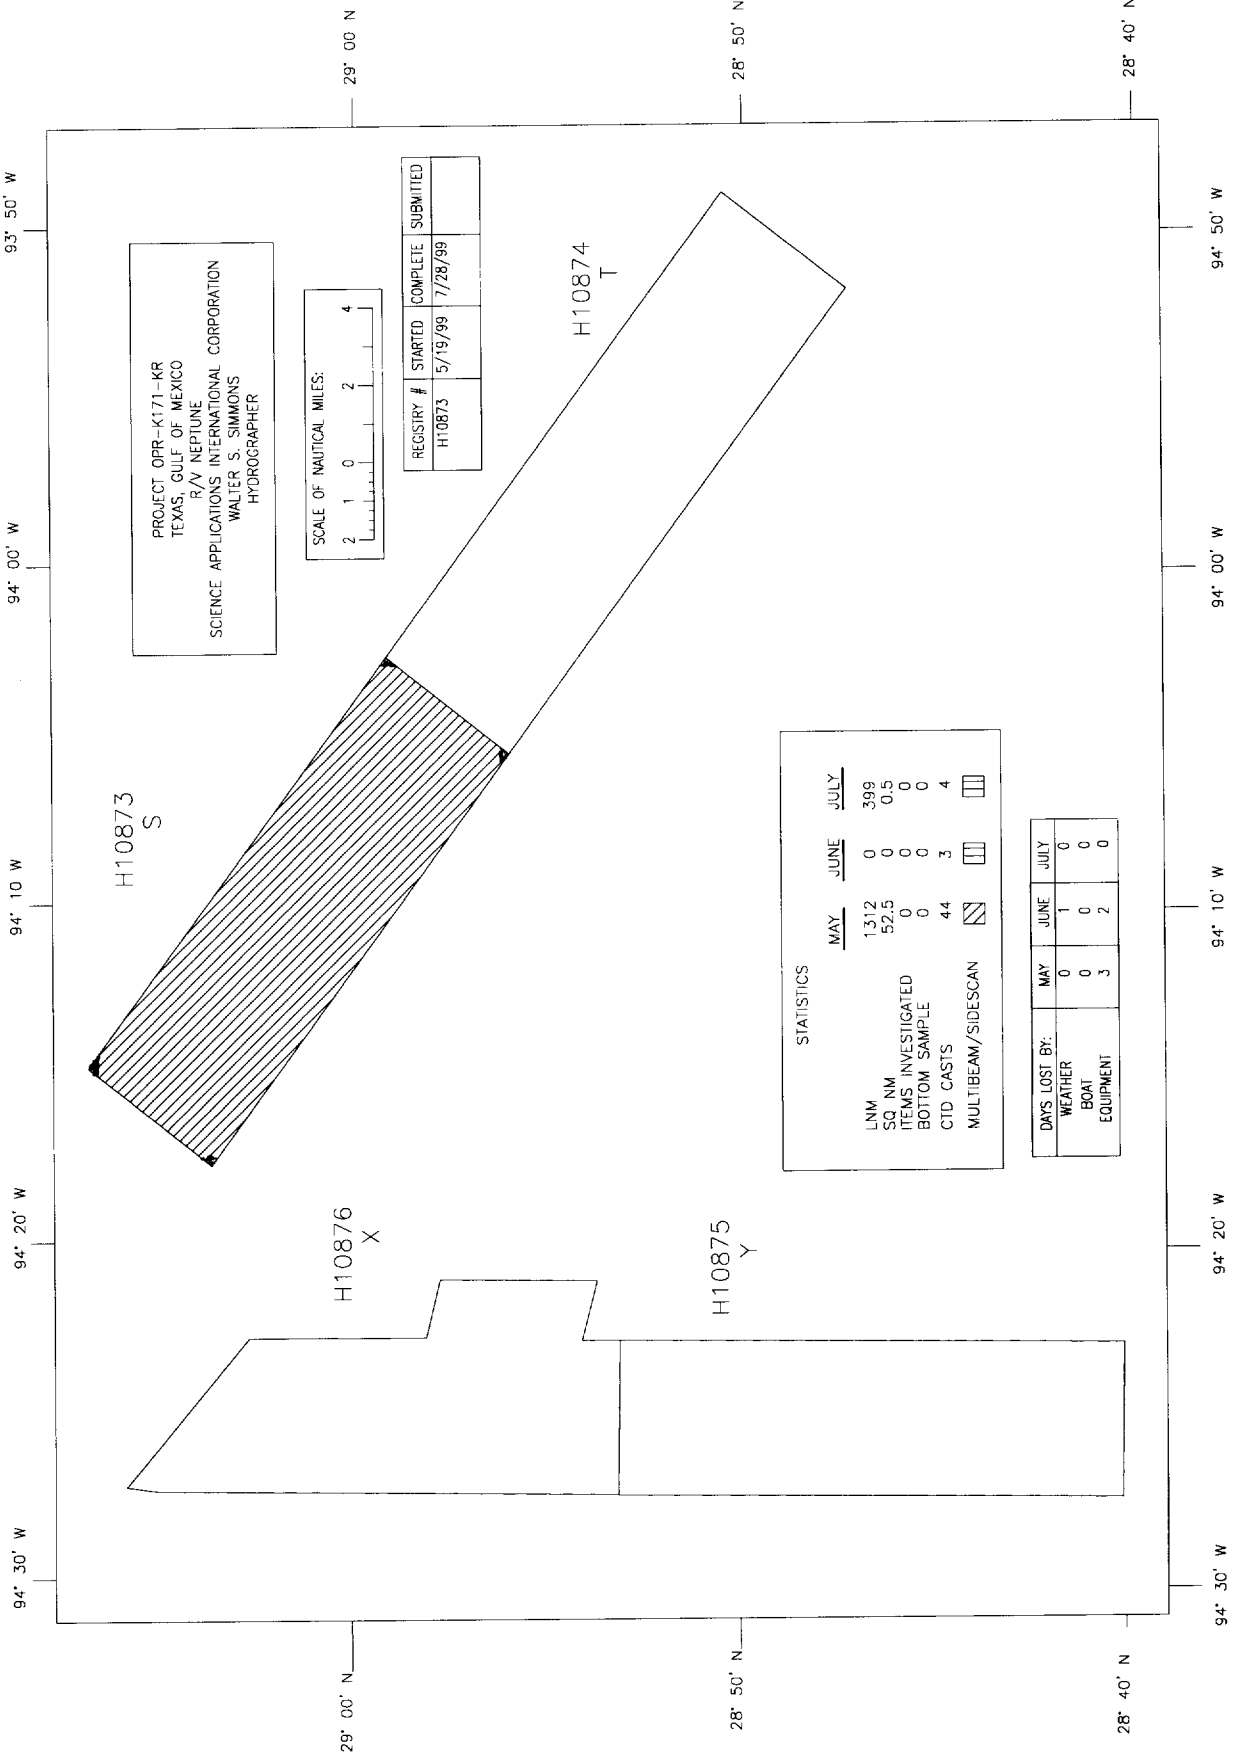 94° 30' W
94° 20' W
94° 10 W
94° 00' W
93° 50' W
29° 00' N
28° 50' N
28° 40' N
29° 00 N
28° 50' N
28° 40' N
94° 30' W
94° 20' W
94° 10' W
94° 00' W
94° 50' W
PROJECT OPR-K171-KR
TEXAS, GULF OF MEXICO
R/V NEPTUNE
SCIENCE APPLICATIONS INTERNATIONAL CORPORATION
WALTER S. SIMMONS
HYDROGRAPHER
SCALE OF NAUTICAL MILES:
2 1 0 2 4
REGISTRY # STARTED COMPLETE SUBMITTED
H10873 5/19/99 7/28/99
H10873
S
H10874
T
H10876
X
H10875
Y
STATISTICS
MAY JUNE JULY
LNM 1312 0 399
SQ NM 52.5 0 0.5
ITEMS INVESTIGATED 0 0 0
BOTTOM SAMPLE 0 0 0
CTD CASTS 44 3 4
MULTIBEAM/SIDESCAN
DAYS LOST BY: MAY JUNE JULY
WEATHER 0 1 0
BOAT 0 0 0
EQUIPMENT 3 2 0